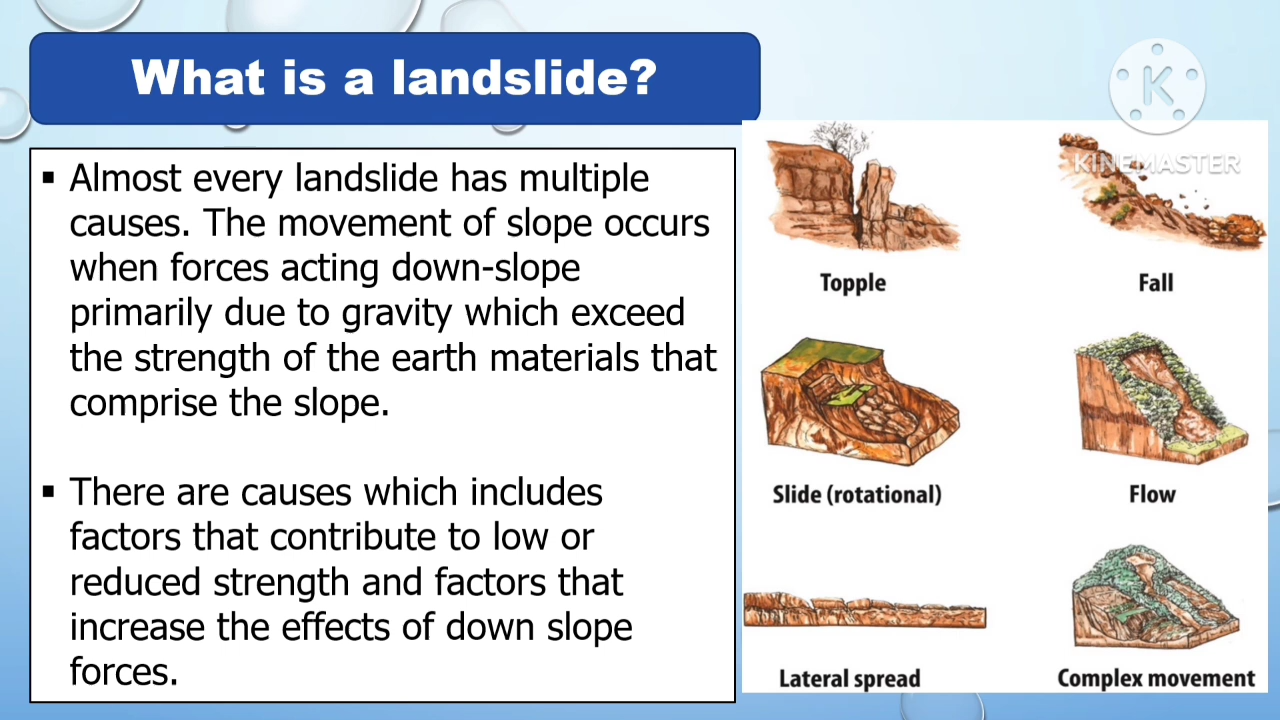 What is a landslide?
K
KINEMASTER
▪ Almost every landslide has multiple
causes. The movement of slope occurs
when forces acting down-slope
primarily due to gravity which exceed
the strength of the earth materials that
comprise the slope.
▪ There are causes which includes
factors that contribute to low or
reduced strength and factors that
increase the effects of down slope
forces.
Topple
Fall
Slide (rotational)
Flow
Lateral spread
Complex movement